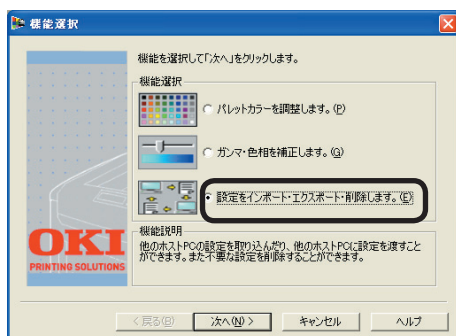 機能選択
機能を選択して「次へ」をクリックします。
機能選択
パレットカラーを調整します。(P)
ガンマ・色相を補正します。(G)
設定をインポート・エクスポート・削除します。(E)
OKI
PRINTING SOLUTIONS
機能説明
他のホストPCの設定を取り込んだり、他のホストPCに設定を渡すこと
ができます。また不要な設定を削除することができます。
< 戻る(B)
次へ(N) >
キャンセル
ヘルプ